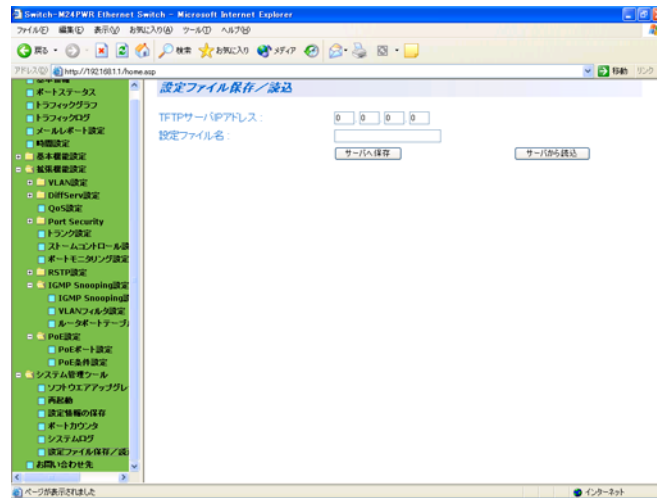 Switch-M24PWR Ethernet Switch - Microsoft Internet Explorer
ファイル(F) 編集(E) 表示(V) お気に入り(A) ツール(T) ヘルプ(H)
戻る 検索 お気に入り メディア
アドレス(D) http://192.168.1.1/home.asp 移動 リンク
基本情報
ポートステータス
トラフィックグラフ
トラフィックログ
メールレポート設定
時間設定
基本機能設定
拡張機能設定
VLAN設定
DiffServ設定
QoS設定
Port Security
トランク設定
ストームコントロール設
ポートモニタリング設定
RSTP設定
IGMP Snooping設定
IGMP Snooping設
VLANフィルタ設定
ルータポートテーブ
PoE設定
PoEポート設定
PoE条件設定
システム管理ツール
ソフトウエアアップグレ
再起動
設定情報の保存
ポートカウンタ
システムログ
設定ファイル保存/読
お問い合わせ先
設定ファイル保存/読込
TFTPサーバIPアドレス: 0 0 0 0
設定ファイル名:
サーバへ保存 サーバから読込
ページが表示されました インターネット